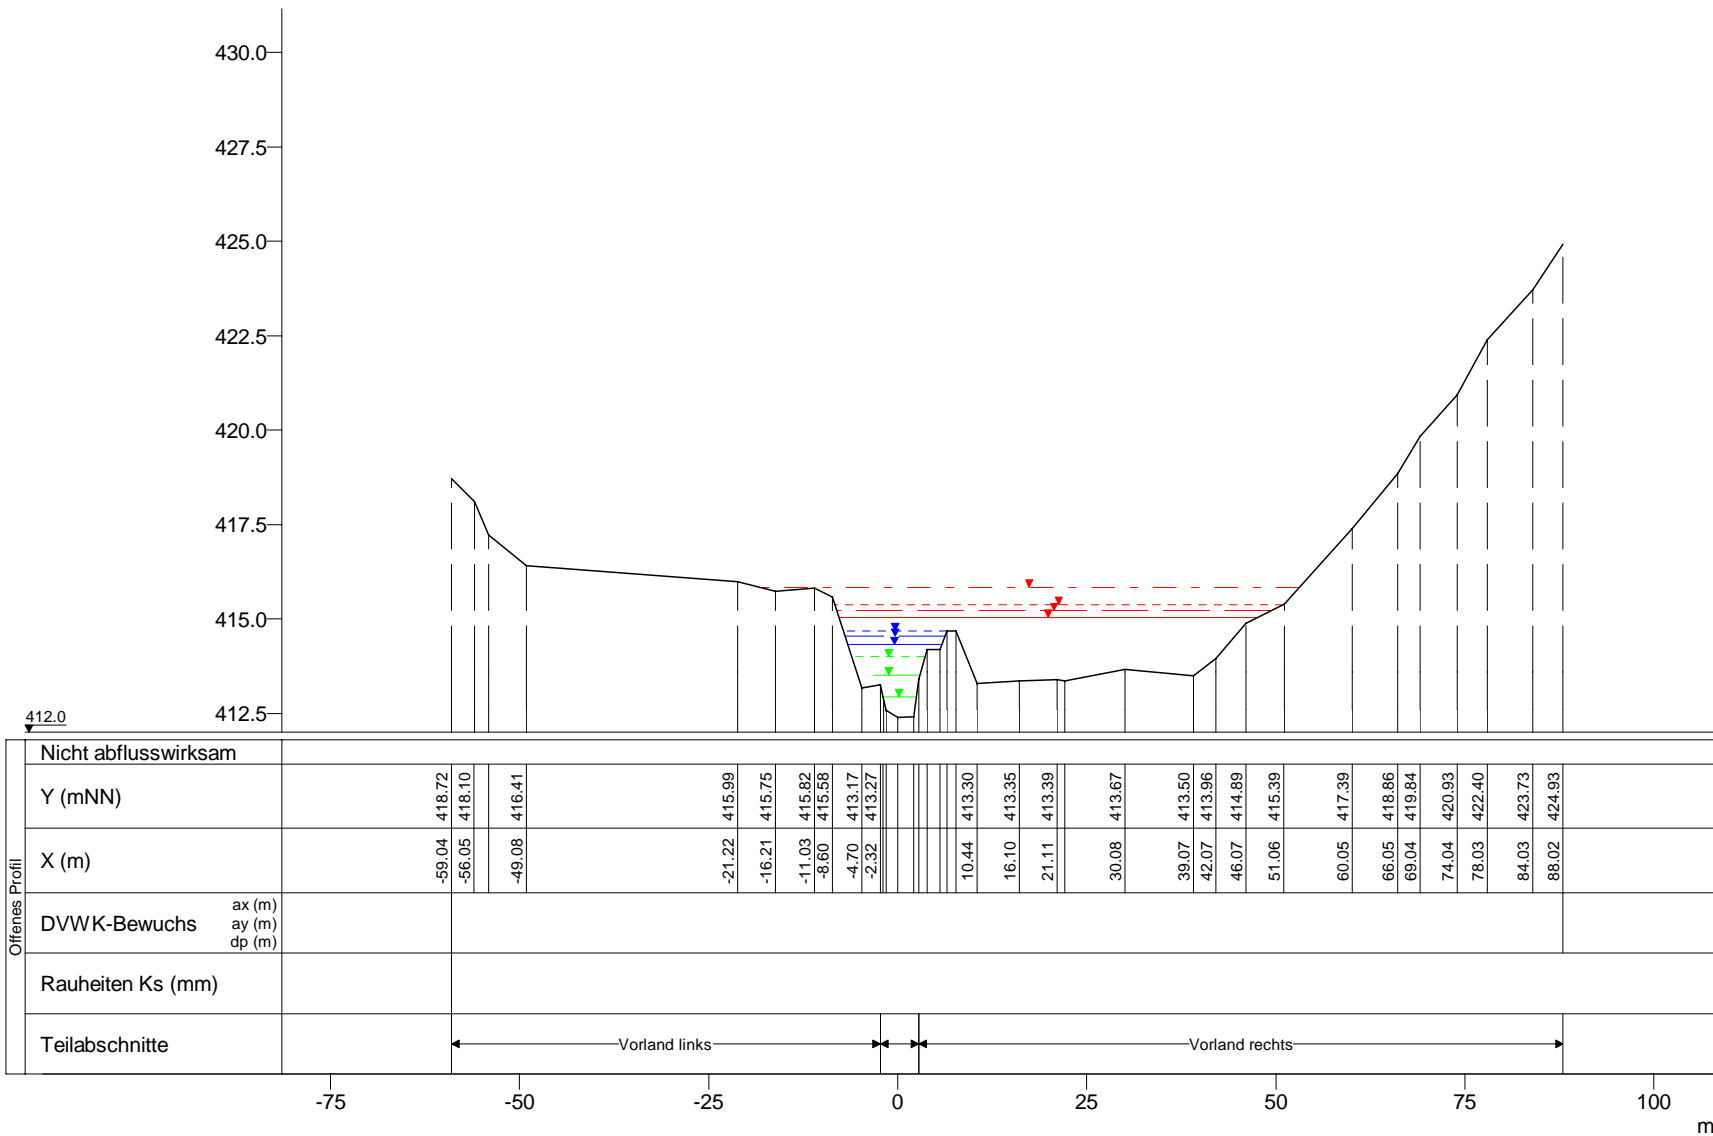 430.0
427.5
425.0
422.5
420.0
417.5
415.0
412.5
412.0
Nicht abflusswirksam
Y (mNN)
418.72 418.10 416.41 415.99 415.75 415.82 415.58 413.17 413.27 413.30 413.35 413.39 413.67 413.50 413.96 414.89 415.39 417.39 418.86 419.84 420.93 422.40 423.73 424.93
X (m)
-59.04 -56.05 -49.08 -21.22 -16.21 -11.03 -8.60 -4.70 -2.32 10.44 16.10 21.11 30.08 39.07 42.07 46.07 51.06 60.05 66.05 69.04 74.04 78.03 84.03 88.02
Offenes Profil
DVWK-Bewuchs
ax (m)
ay (m)
dp (m)
Rauheiten Ks (mm)
Teilabschnitte
Vorland links
Vorland rechts
-75 -50 -25 0 25 50 75 100
m